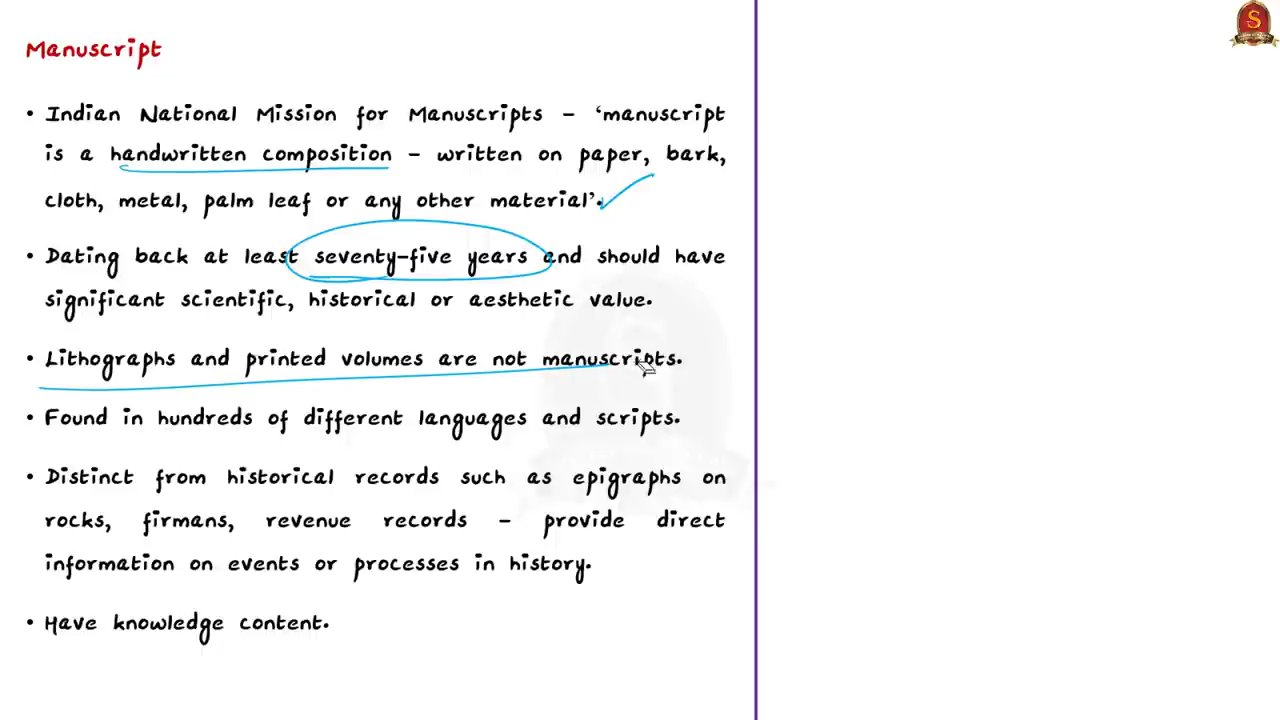 Manuscript
• Indian National Mission for Manuscripts – ‘manuscript
is a handwritten composition – written on paper, bark,
cloth, metal, palm leaf or any other material’.
• Dating back at least seventy-five years and should have
significant scientific, historical or aesthetic value.
• Lithographs and printed volumes are not manuscripts.
• Found in hundreds of different languages and scripts.
• Distinct from historical records such as epigraphs on
rocks, firmans, revenue records – provide direct
information on events or processes in history.
• Have knowledge content.
S